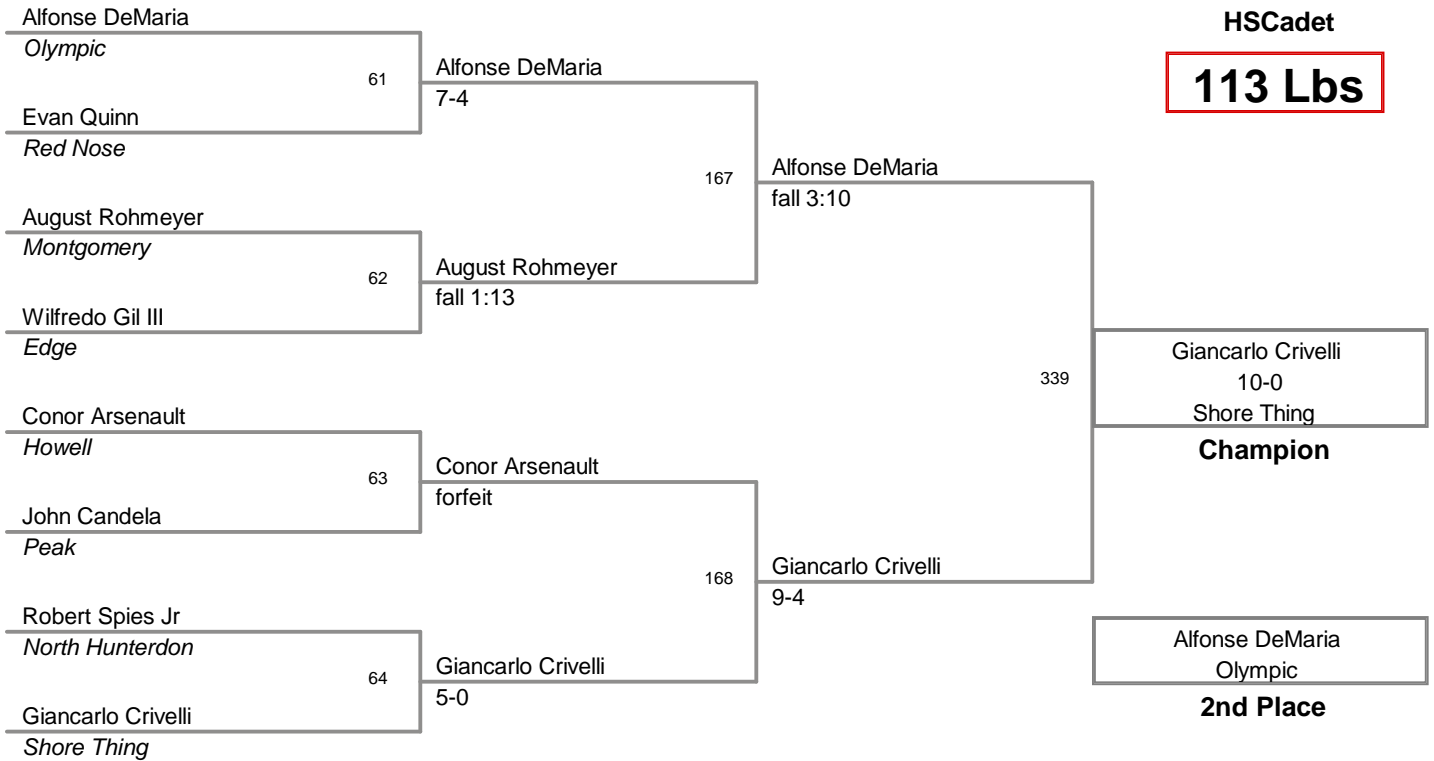 Alfonse DeMaria
Olympic
61
Evan Quinn
Red Nose
Alfonse DeMaria
7-4
August Rohmeyer
Montgomery
62
Wilfredo Gil III
Edge
August Rohmeyer
fall 1:13
167
Alfonse DeMaria
fall 3:10
Conor Arsenault
Howell
63
John Candela
Peak
Conor Arsenault
forfeit
Robert Spies Jr
North Hunterdon
64
Giancarlo Crivelli
Shore Thing
Giancarlo Crivelli
5-0
168
Giancarlo Crivelli
9-4
339
HSCadet
113 Lbs
Giancarlo Crivelli
10-0
Shore Thing
Champion
Alfonse DeMaria
Olympic
2nd Place